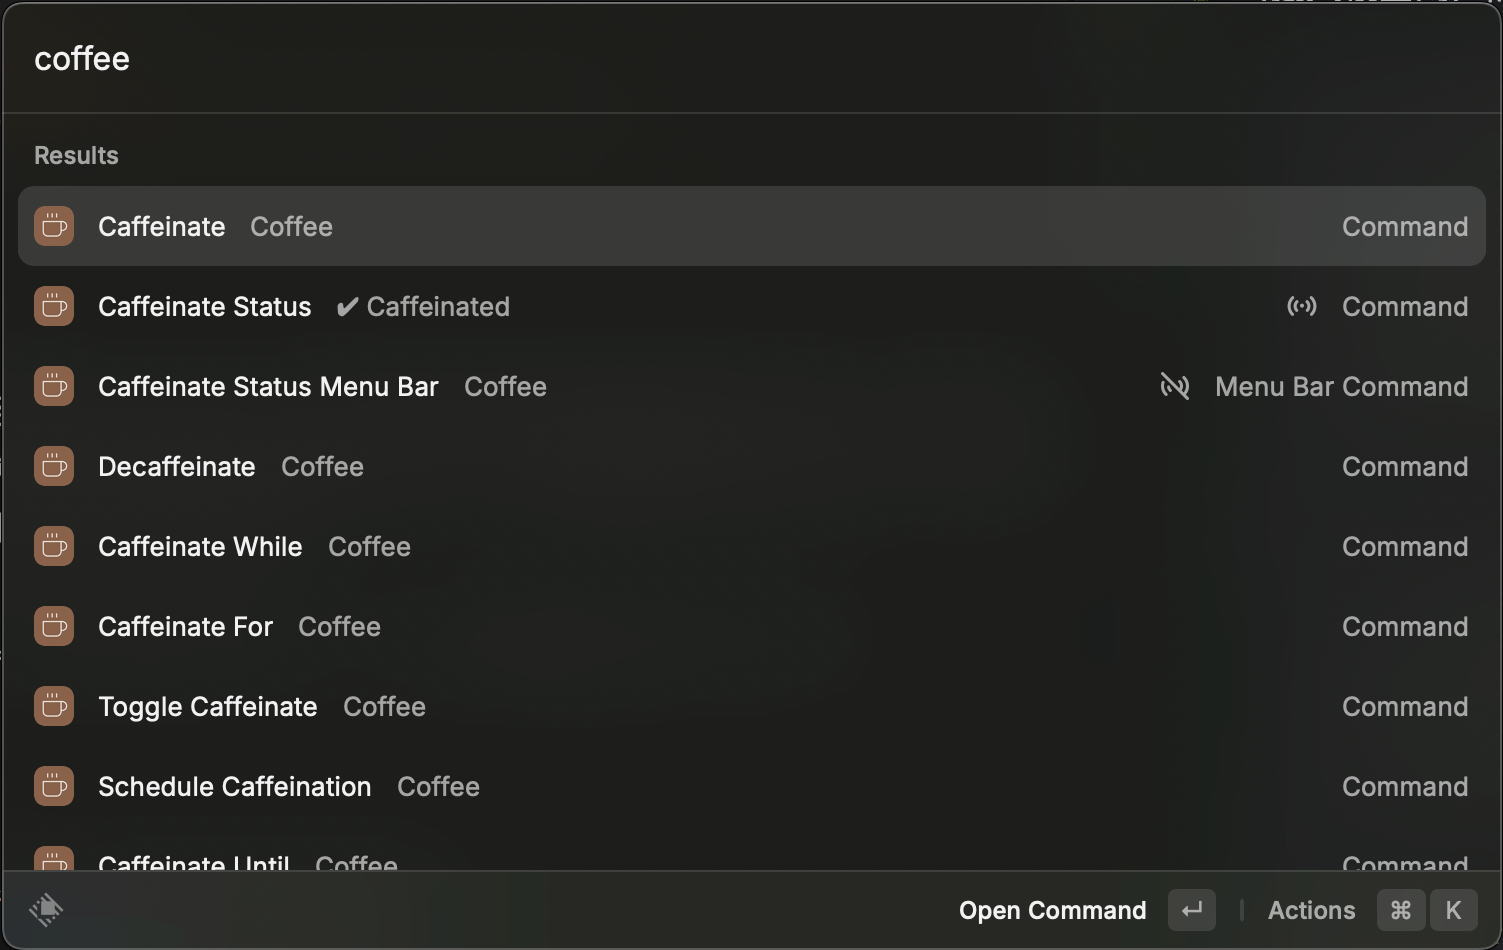 coffee
Results
Caffeinate Coffee Command
Caffeinate Status ✔ Caffeinated Command
Caffeinate Status Menu Bar Coffee Menu Bar Command
Decaffeinate Coffee Command
Caffeinate While Coffee Command
Caffeinate For Coffee Command
Toggle Caffeinate Coffee Command
Schedule Caffeination Coffee Command
Caffeinate Until Coffee Command
Open Command ↵ | Actions ⌘ K